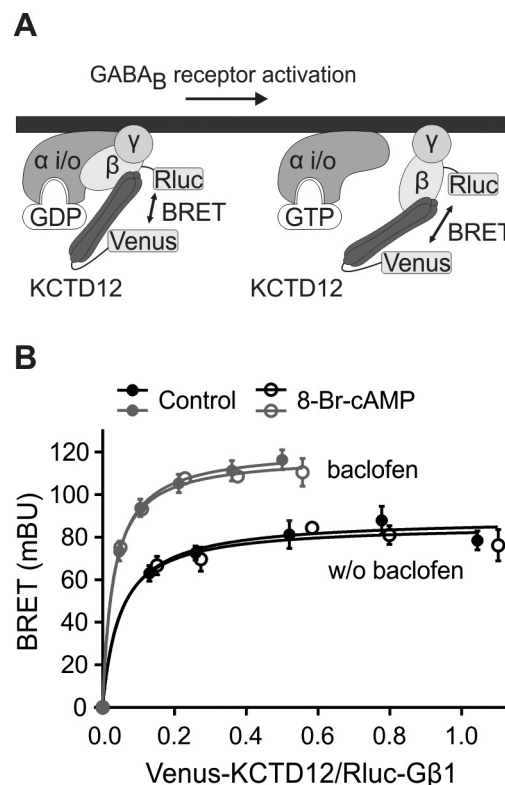 A
GABAB receptor activation
α i/o
β
γ
Rluc
GDP
BRET
Venus
KCTD12
α i/o
γ
β
Rluc
GTP
BRET
Venus
KCTD12
B
Control
8-Br-cAMP
BRET (mBU)
120
100
80
60
40
20
0
baclofen
w/o baclofen
0.0 0.2 0.4 0.6 0.8 1.0
Venus-KCTD12/Rluc-Gβ1